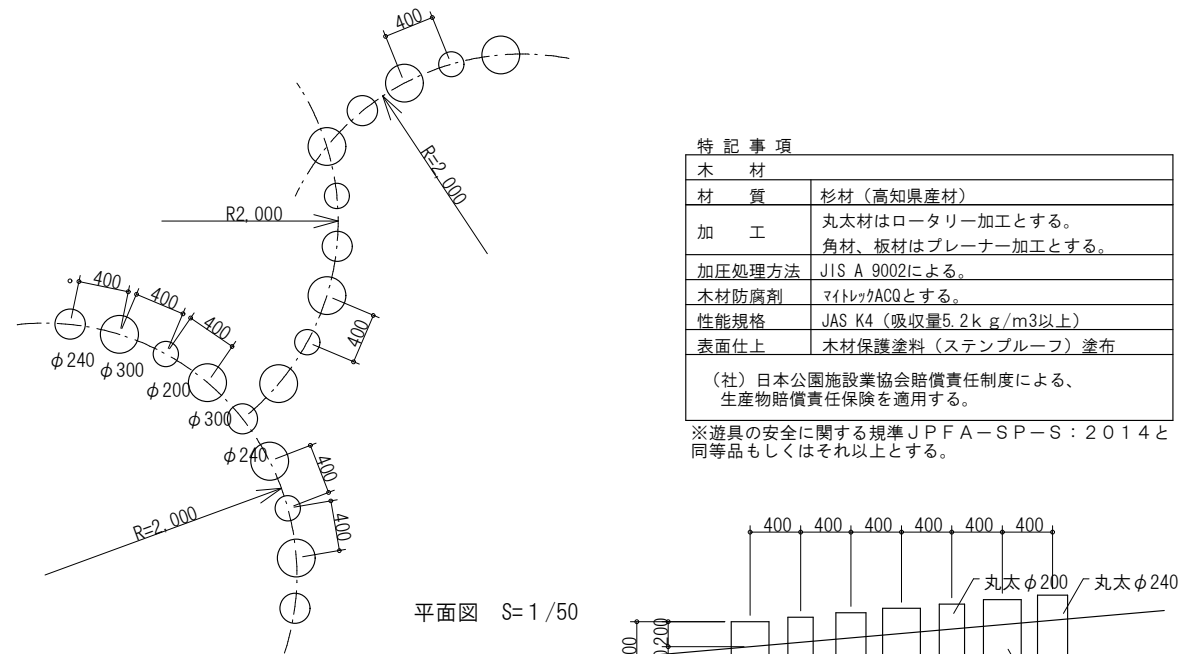 400
R=2,000
R2,000
400
400
400
400
φ240
φ300
φ200
φ300
φ240
400
400
R=2,000
平面図 S=1/50
特 記 事 項
木 材
材 質 杉材（高知県産材）
加 工 丸太材はロータリー加工とする。
角材、板材はプレーナー加工とする。
加圧処理方法 JIS A 9002による。
木材防腐剤 ﾏｲﾄﾚｯｸACQとする。
性能規格 JAS K4（吸収量5.2kg/m3以上）
表面仕上 木材保護塗料（ステンプルーフ）塗布
（社）日本公園施設業協会賠償責任制度による、
生産物賠償責任保険を適用する。
※遊具の安全に関する規準ＪＰＦＡ－ＳＰ－Ｓ：２０１４と
同等品もしくはそれ以上とする。
400 400 400 400 400 400
丸太φ200 丸太φ240
200